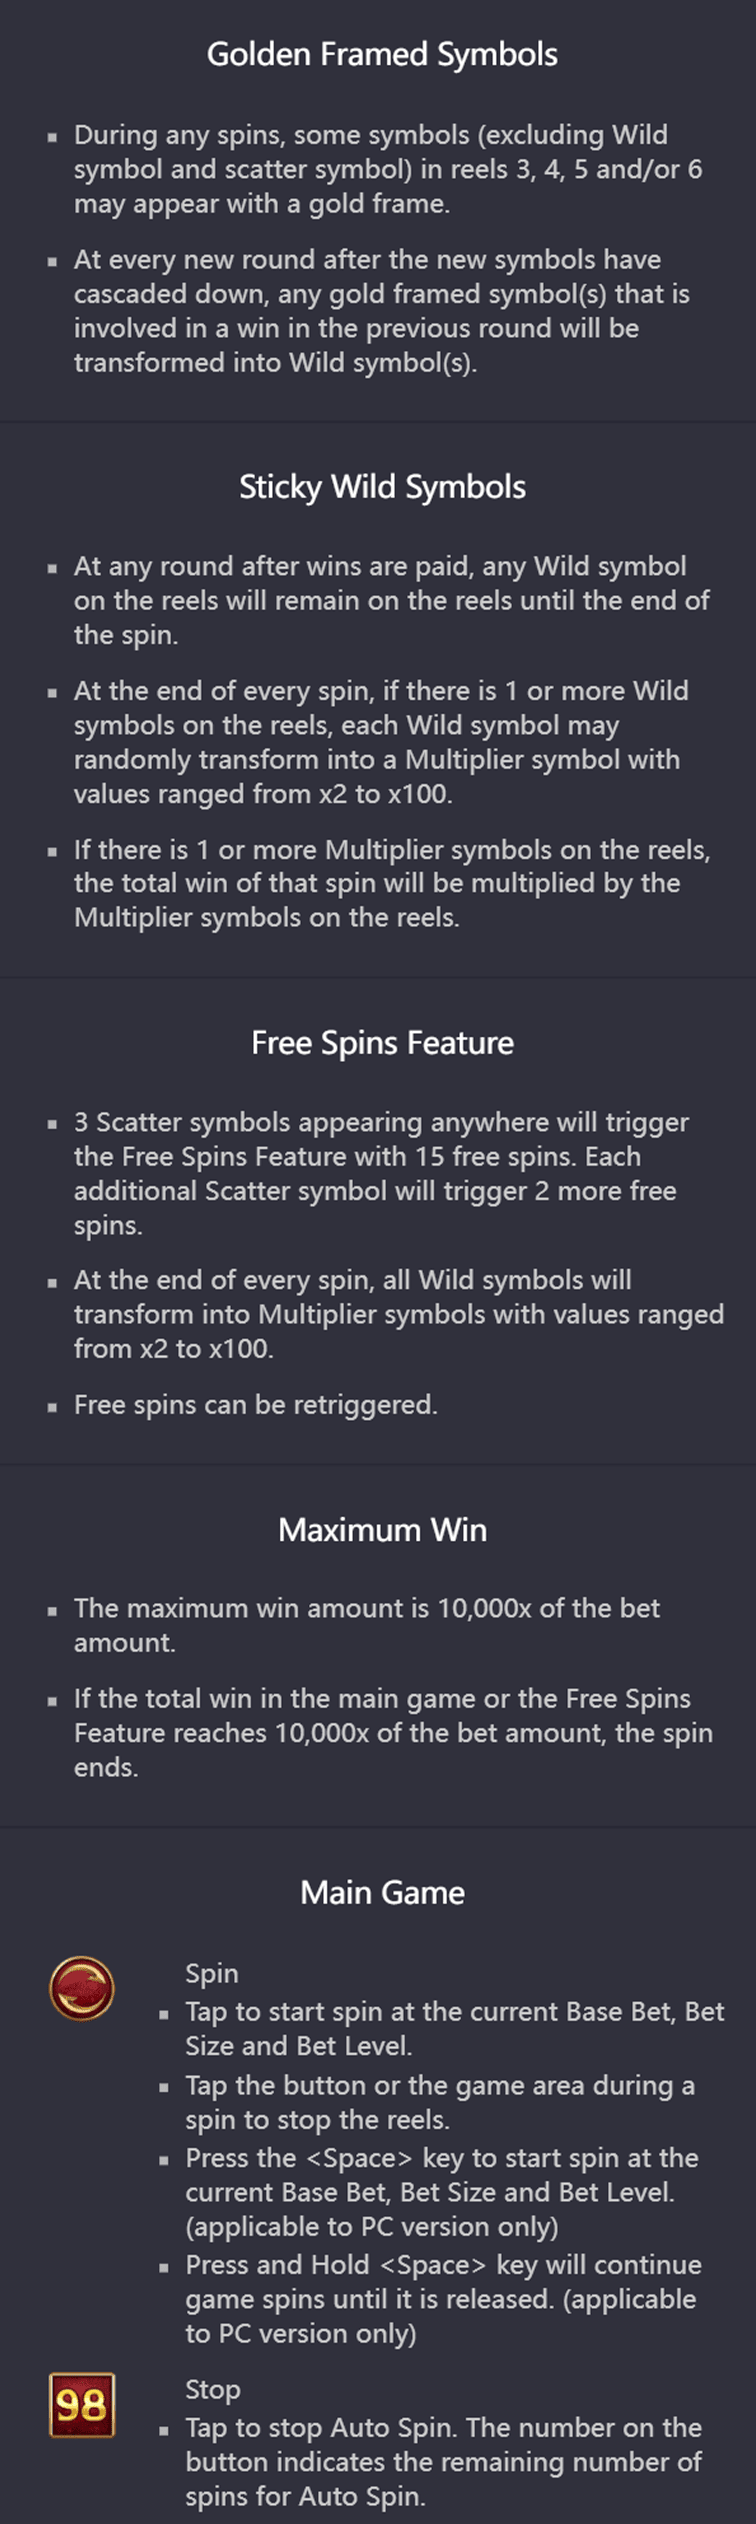 Golden Framed Symbols
▪ During any spins, some symbols (excluding Wild
symbol and scatter symbol) in reels 3, 4, 5 and/or 6
may appear with a gold frame.
▪ At every new round after the new symbols have
cascaded down, any gold framed symbol(s) that is
involved in a win in the previous round will be
transformed into Wild symbol(s).
Sticky Wild Symbols
▪ At any round after wins are paid, any Wild symbol
on the reels will remain on the reels until the end of
the spin.
▪ At the end of every spin, if there is 1 or more Wild
symbols on the reels, each Wild symbol may
randomly transform into a Multiplier symbol with
values ranged from x2 to x100.
▪ If there is 1 or more Multiplier symbols on the reels,
the total win of that spin will be multiplied by the
Multiplier symbols on the reels.
Free Spins Feature
▪ 3 Scatter symbols appearing anywhere will trigger
the Free Spins Feature with 15 free spins. Each
additional Scatter symbol will trigger 2 more free
spins.
▪ At the end of every spin, all Wild symbols will
transform into Multiplier symbols with values ranged
from x2 to x100.
▪ Free spins can be retriggered.
Maximum Win
▪ The maximum win amount is 10,000x of the bet
amount.
▪ If the total win in the main game or the Free Spins
Feature reaches 10,000x of the bet amount, the spin
ends.
Main Game
Spin
▪ Tap to start spin at the current Base Bet, Bet
Size and Bet Level.
▪ Tap the button or the game area during a
spin to stop the reels.
▪ Press the <Space> key to start spin at the
current Base Bet, Bet Size and Bet Level.
(applicable to PC version only)
▪ Press and Hold <Space> key will continue
game spins until it is released. (applicable
to PC version only)
98
Stop
▪ Tap to stop Auto Spin. The number on the
button indicates the remaining number of
spins for Auto Spin.